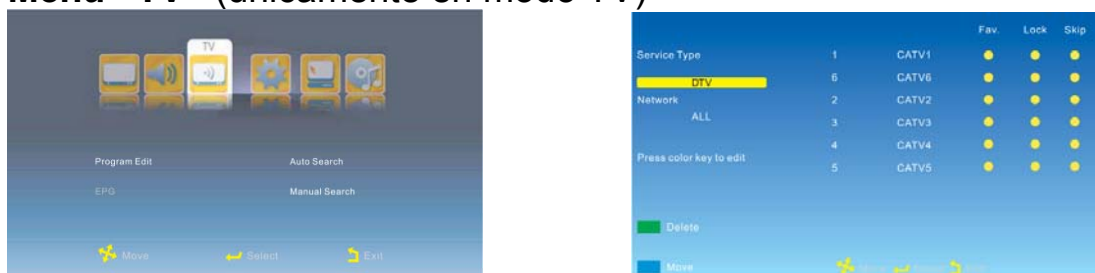 Menú "TV" (únicamente en modo TV)
TV
Program Edit Auto Search
EPG Manual Search
Move Select Exit
Fav. Lock Skip
Service Type 1 CATV1
DTV 6 CATV6
Network 2 CATV2
ALL 3 CATV3
4 CATV4
Press color key to edit
5 CATV5
Delete
Move